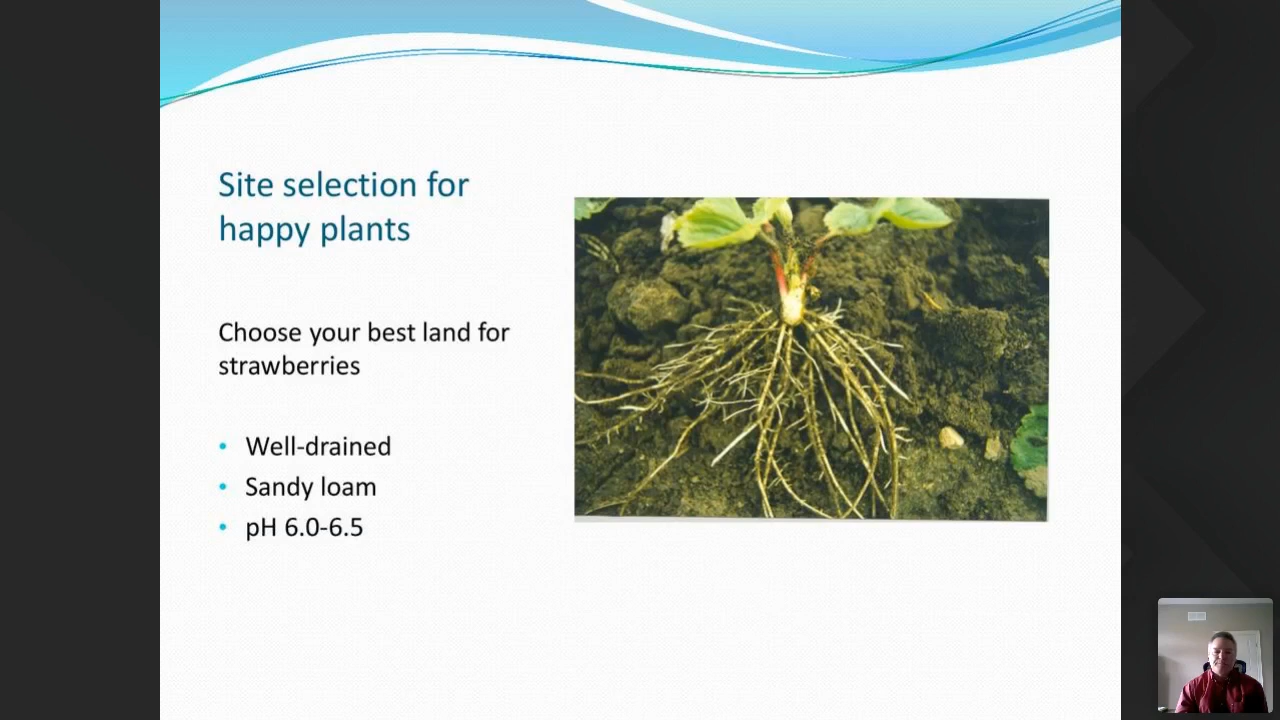 Site selection for
happy plants
Choose your best land for
strawberries
• Well-drained
• Sandy loam
• pH 6.0-6.5